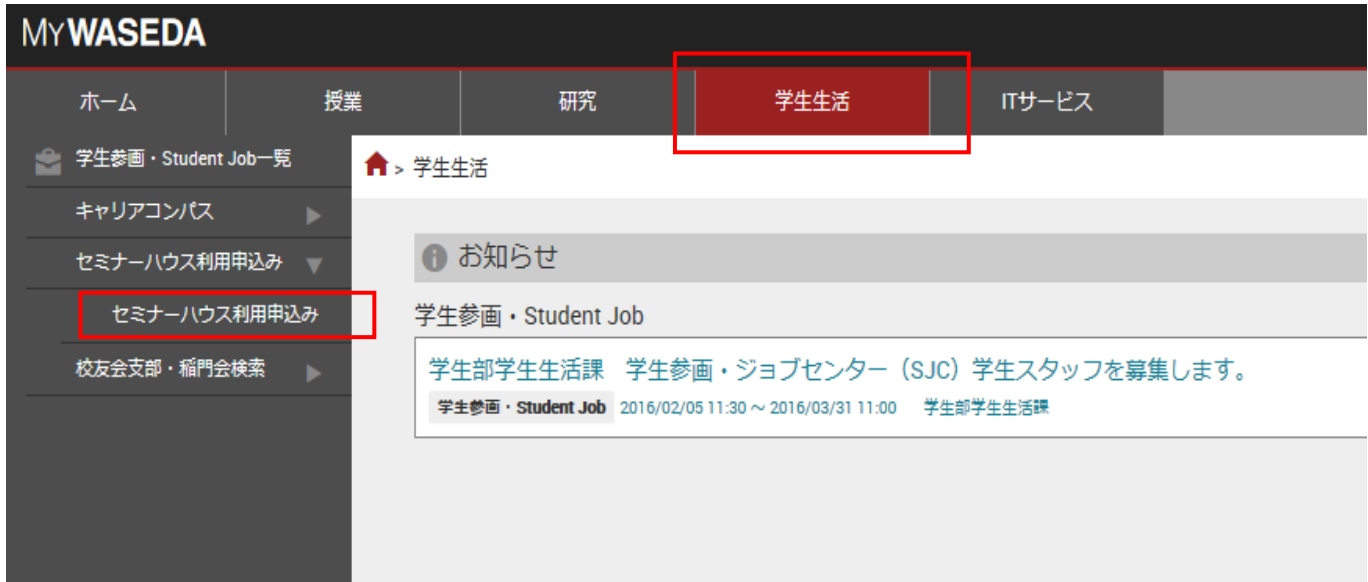 MYWASEDA
ホーム 授業 研究 学生生活 ITサービス
学生参画・Student Job一覧
キャリアコンパス
セミナーハウス利用申込み
セミナーハウス利用申込み
校友会支部・稲門会検索
> 学生生活
お知らせ
学生参画・Student Job
学生部学生生活課 学生参画・ジョブセンター（SJC）学生スタッフを募集します。
学生参画・Student Job 2016/02/05 11:30 ～ 2016/03/31 11:00 学生部学生生活課